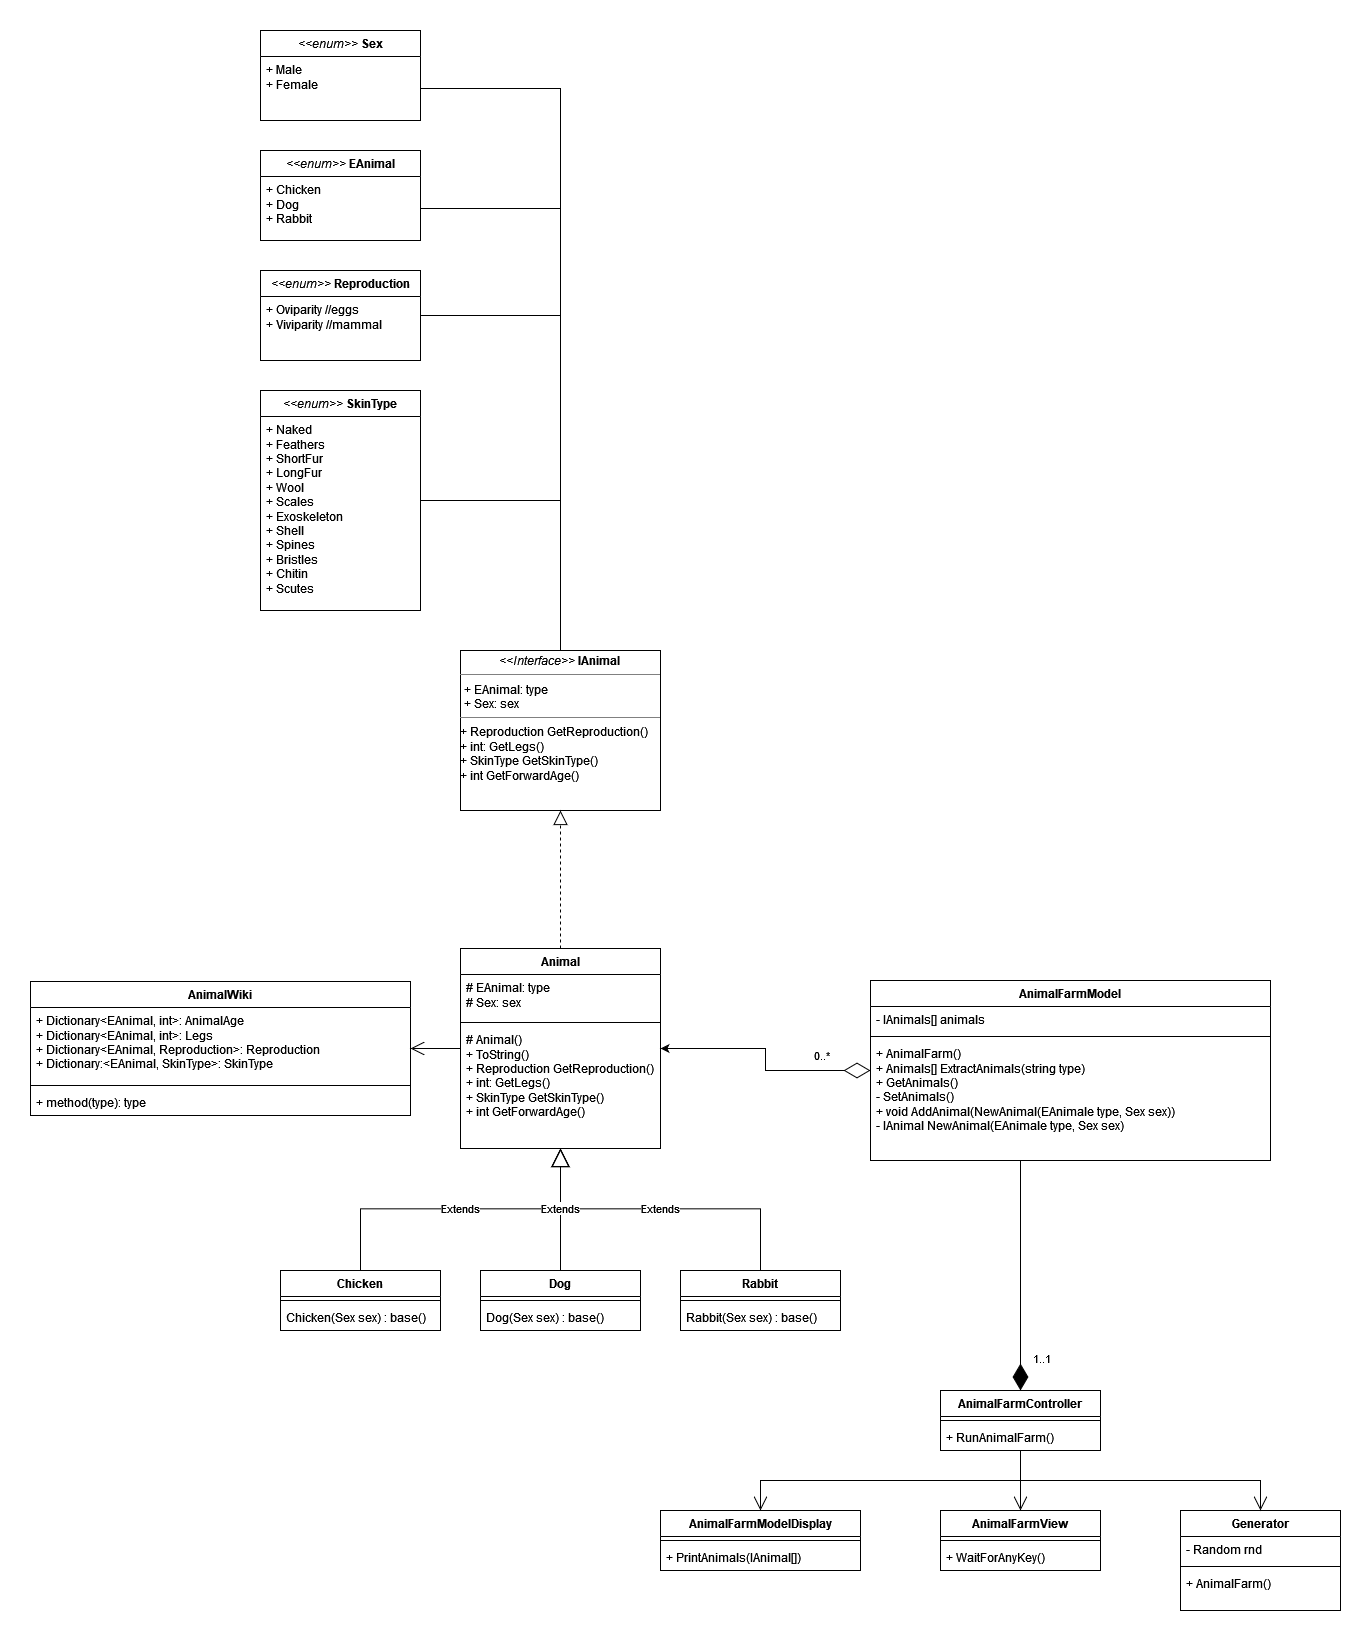 <<enum>> Sex
+ Male
+ Female
<<enum>> EAnimal
+ Chicken
+ Dog
+ Rabbit
<<enum>> Reproduction
+ Oviparity //eggs
+ Viviparity //mammal
<<enum>> SkinType
+ Naked
+ Feathers
+ ShortFur
+ LongFur
+ Wool
+ Scales
+ Exoskeleton
+ Shell
+ Spines
+ Bristles
+ Chitin
+ Scutes
<<Interface>> IAnimal
+ EAnimal: type
+ Sex: sex
+ Reproduction GetReproduction()
+ int: GetLegs()
+ SkinType GetSkinType()
+ int GetForwardAge()
AnimalWiki
+ Dictionary<EAnimal, int>: AnimalAge
+ Dictionary<EAnimal, int>: Legs
+ Dictionary<EAnimal, Reproduction>: Reproduction
+ Dictionary:<EAnimal, SkinType>: SkinType
+ method(type): type
Animal
# EAnimal: type
# Sex: sex
# Animal()
+ ToString()
+ Reproduction GetReproduction()
+ int: GetLegs()
+ SkinType GetSkinType()
+ int GetForwardAge()
0..*
AnimalFarmModel
- IAnimals[] animals
+ AnimalFarm()
+ Animals[] ExtractAnimals(string type)
+ GetAnimals()
- SetAnimals()
+ void AddAnimal(NewAnimal(EAnimale type, Sex sex))
- IAnimal NewAnimal(EAnimale type, Sex sex)
Extends
Extends
Extends
Chicken
Chicken(Sex sex) : base()
Dog
Dog(Sex sex) : base()
Rabbit
Rabbit(Sex sex) : base()
1..1
AnimalFarmController
+ RunAnimalFarm()
AnimalFarmModelDisplay
+ PrintAnimals(IAnimal[])
AnimalFarmView
+ WaitForAnyKey()
Generator
- Random rnd
+ AnimalFarm()